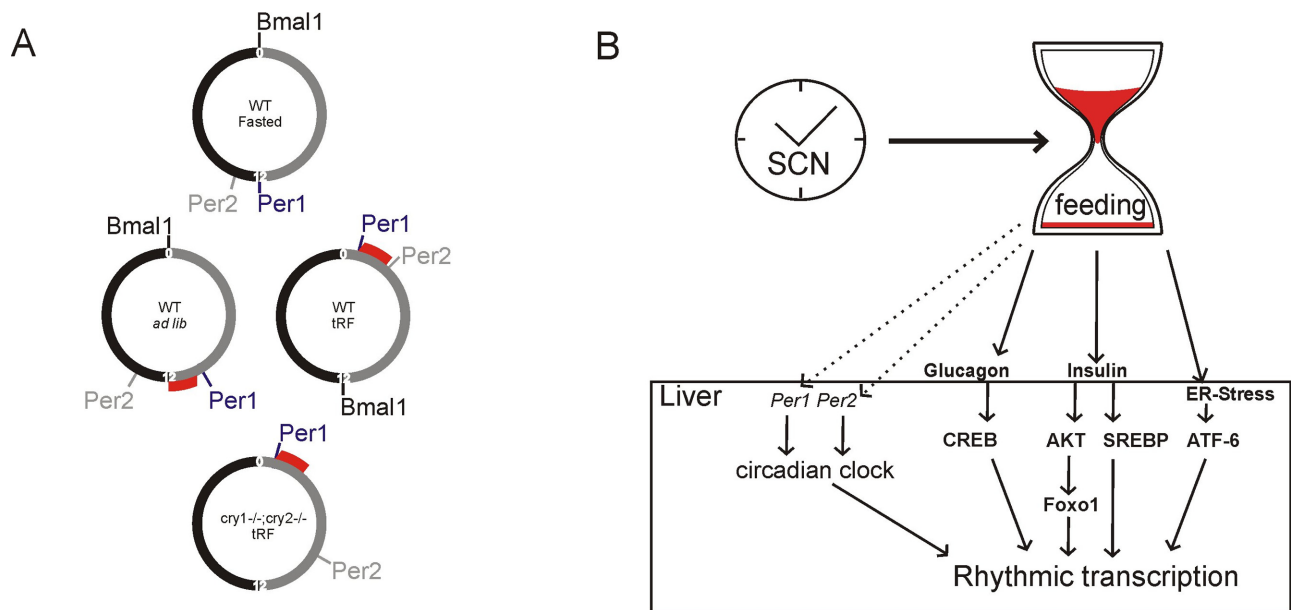 A
Bmal1
0
WT
Fasted
12
Per2
Per1
Bmal1
0
WT
ad lib
12
Per2
Per1
Per1
0
Per2
WT
tRF
12
Bmal1
Per1
0
cry1-/-;cry2-/-
tRF
Per2
12
B
SCN
feeding
Glucagon
Insulin
Liver
Per1 Per2
ER-Stress
CREB
AKT
SREBP
ATF-6
circadian clock
Foxo1
Rhythmic transcription